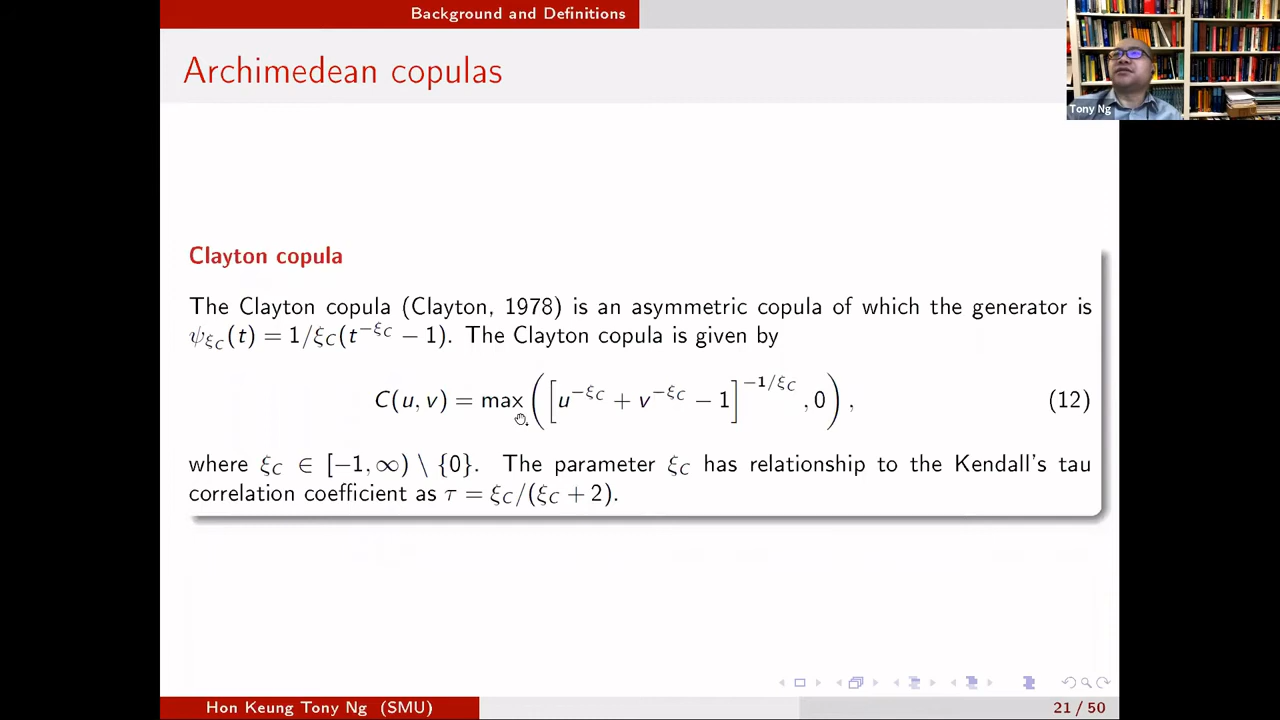 Background and Definitions
Archimedean copulas
Tony Ng
Clayton copula
The Clayton copula (Clayton, 1978) is an asymmetric copula of which the generator is
ψ_{ξ_C}(t) = 1/ξ_C(t^{−ξ_C} − 1). The Clayton copula is given by
C(u, v) = max([u^{−ξ_C} + v^{−ξ_C} − 1]^{−1/ξ_C}, 0), (12)
where ξ_C ∈ [−1, ∞) \ {0}. The parameter ξ_C has relationship to the Kendall's tau
correlation coefficient as τ = ξ_C/(ξ_C + 2).
Hon Keung Tony Ng (SMU)
21 / 50